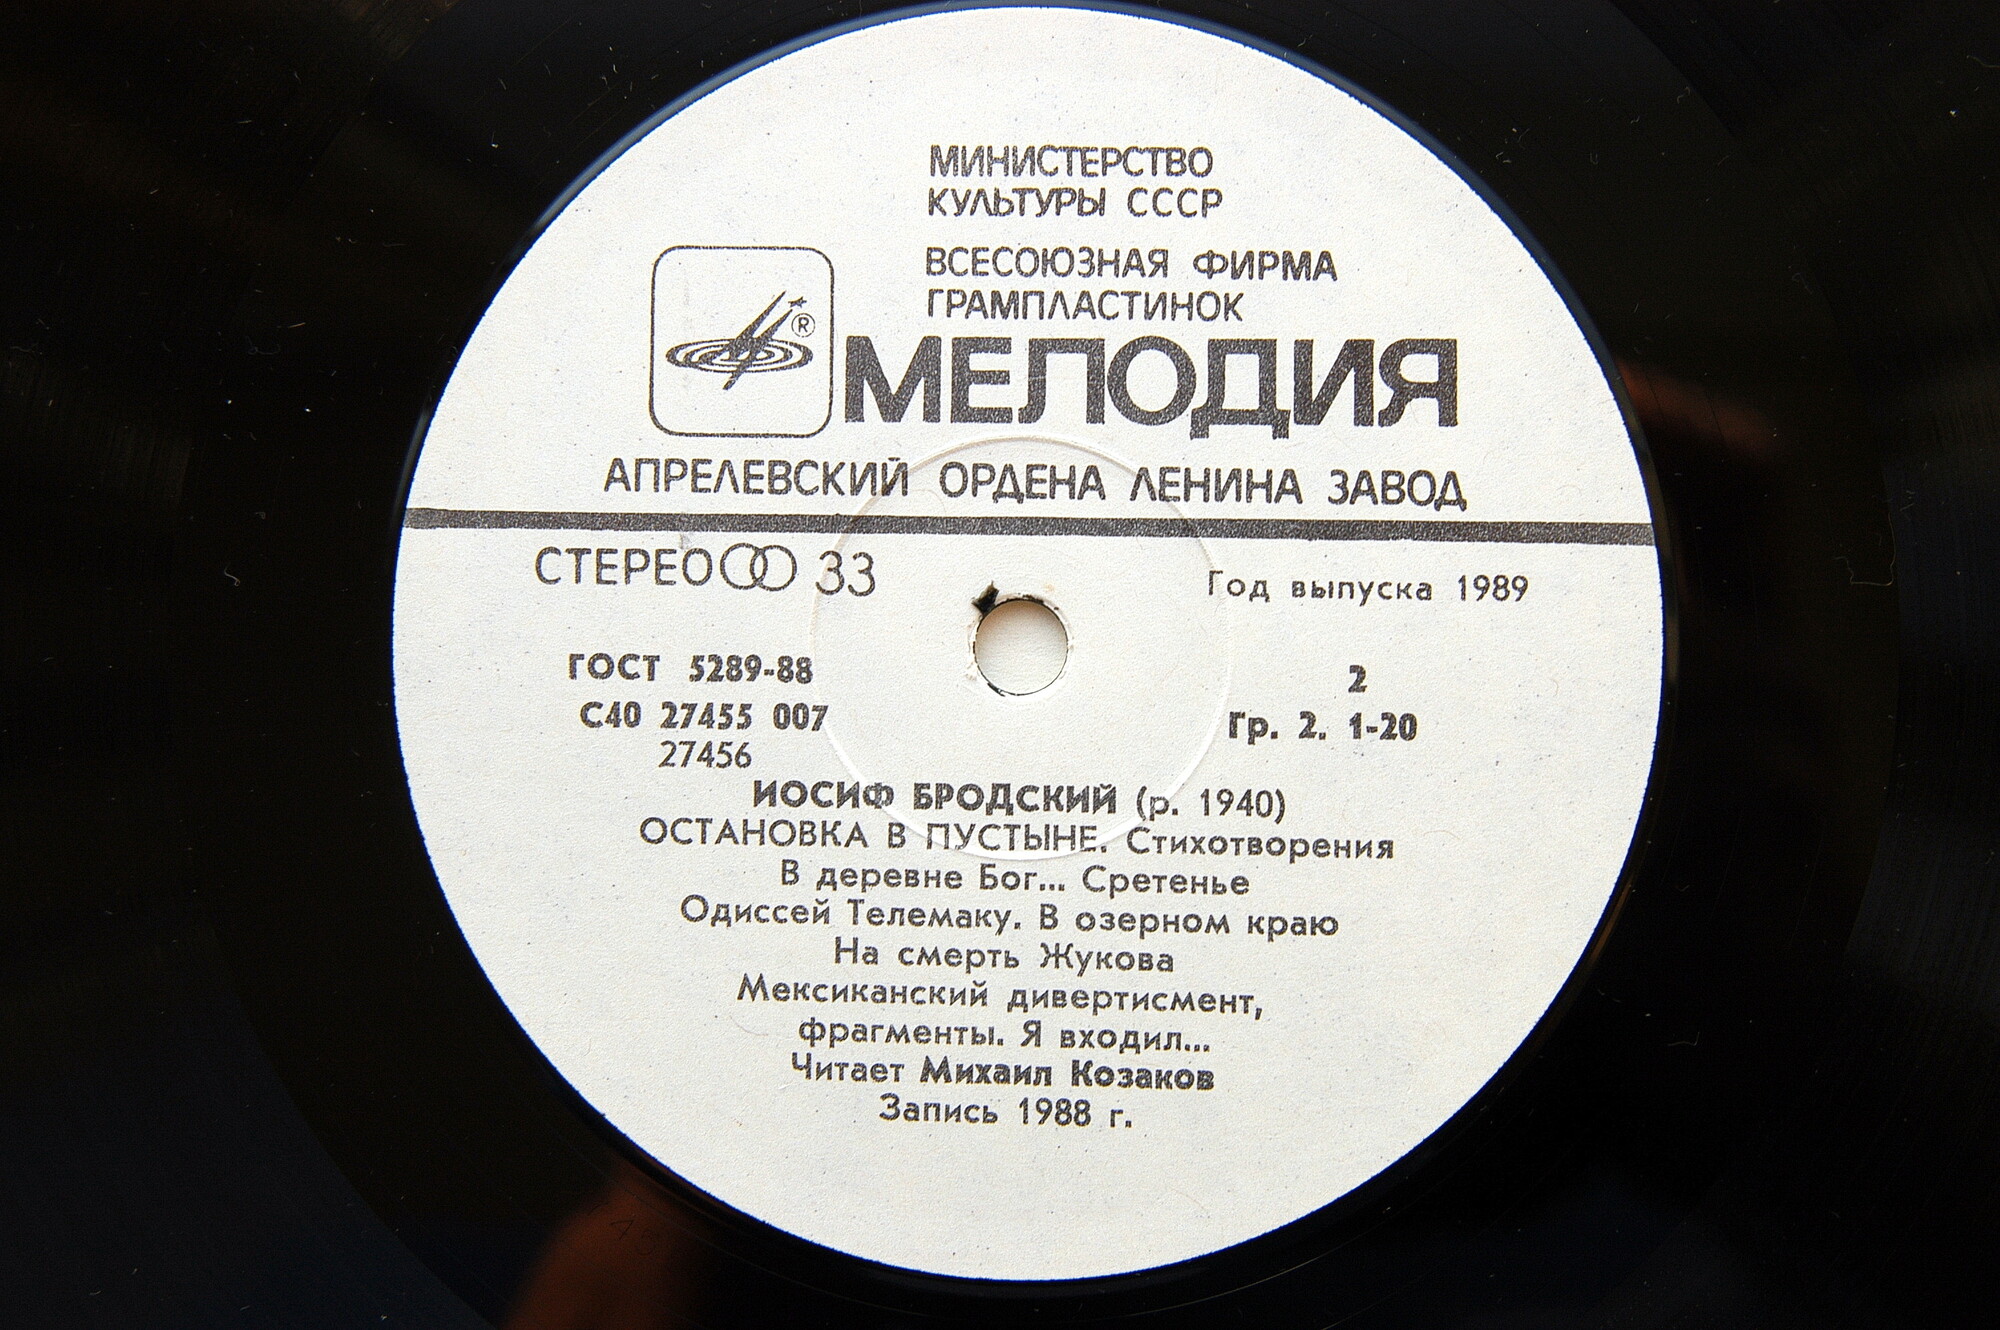 МИНИСТЕРСТВО
КУЛЬТУРЫ СССР
ВСЕСОЮЗНАЯ ФИРМА
ГРАМПЛАСТИНОК
®
МЕЛОДИЯ
АПРЕЛЕВСКИЙ ОРДЕНА ЛЕНИНА ЗАВОД
СТЕРЕО 33
Год выпуска 1989
ГОСТ 5289-88
2
С40 27455 007
Гр. 2. 1-20
27456
ИОСИФ БРОДСКИЙ (р. 1940)
ОСТАНОВКА В ПУСТЫНЕ. Стихотворения
В деревне Бог... Сретенье
Одиссей Телемаку. В озерном краю
На смерть Жукова
Мексиканский дивертисмент,
фрагменты. Я входил...
Читает Михаил Козаков
Запись 1988 г.